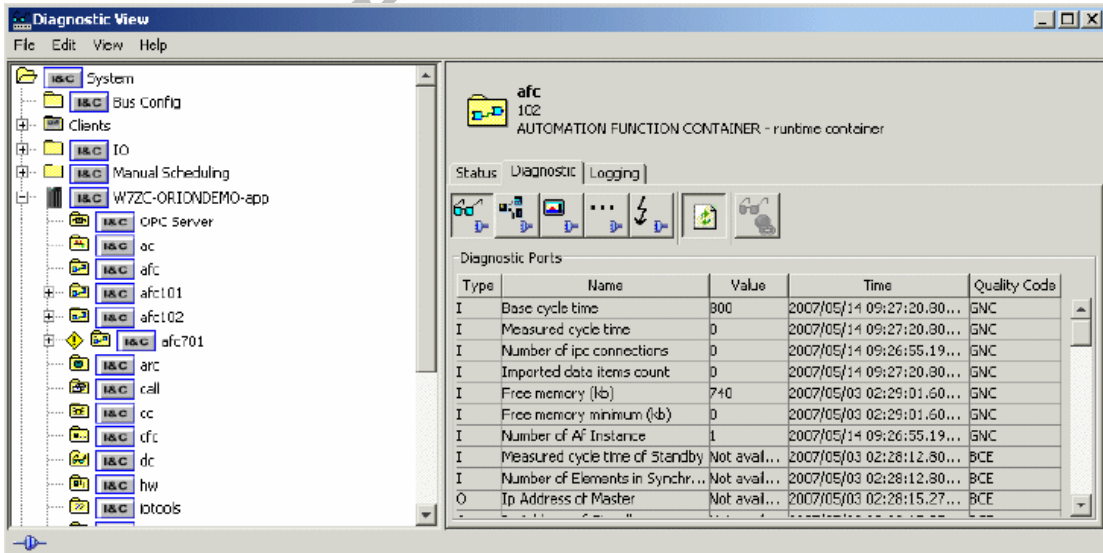 Diagnostic View
File Edit View Help
I&C System
I&C Bus Config
Clients
I&C IO
I&C Manual Scheduling
I&C W7ZC-ORIONDEMO-app
I&C OPC Server
I&C ac
I&C afc
I&C afc101
I&C afc102
I&C afc701
I&C arc
I&C call
I&C cc
I&C cfc
I&C dc
I&C hw
I&C iotools
afc
102
AUTOMATION FUNCTION CONTAINER - runtime container
Status Diagnostic Logging
Diagnostic Ports
Type Name Value Time Quality Code
I Base cycle time 800 2007/05/14 09:27:20.80... GNC
I Measured cycle time 0 2007/05/14 09:27:20.80... GNC
I Number of ipc connections 0 2007/05/14 09:26:55.19... GNC
I Imported data items count 0 2007/05/14 09:27:20.80... GNC
I Free memory (kb) 740 2007/05/03 02:29:01.60... GNC
I Free memory minimum (kb) 0 2007/05/03 02:29:01.60... GNC
I Number of AF Instance 1 2007/05/14 09:26:55.19... GNC
I Measured cycle time of Standby Not avail... 2007/05/03 02:28:12.80... BCE
I Number of Elements in Synchr... Not avail... 2007/05/03 02:28:12.80... BCE
O Ip Address of Master Not avail... 2007/05/03 02:28:15.27... BCE